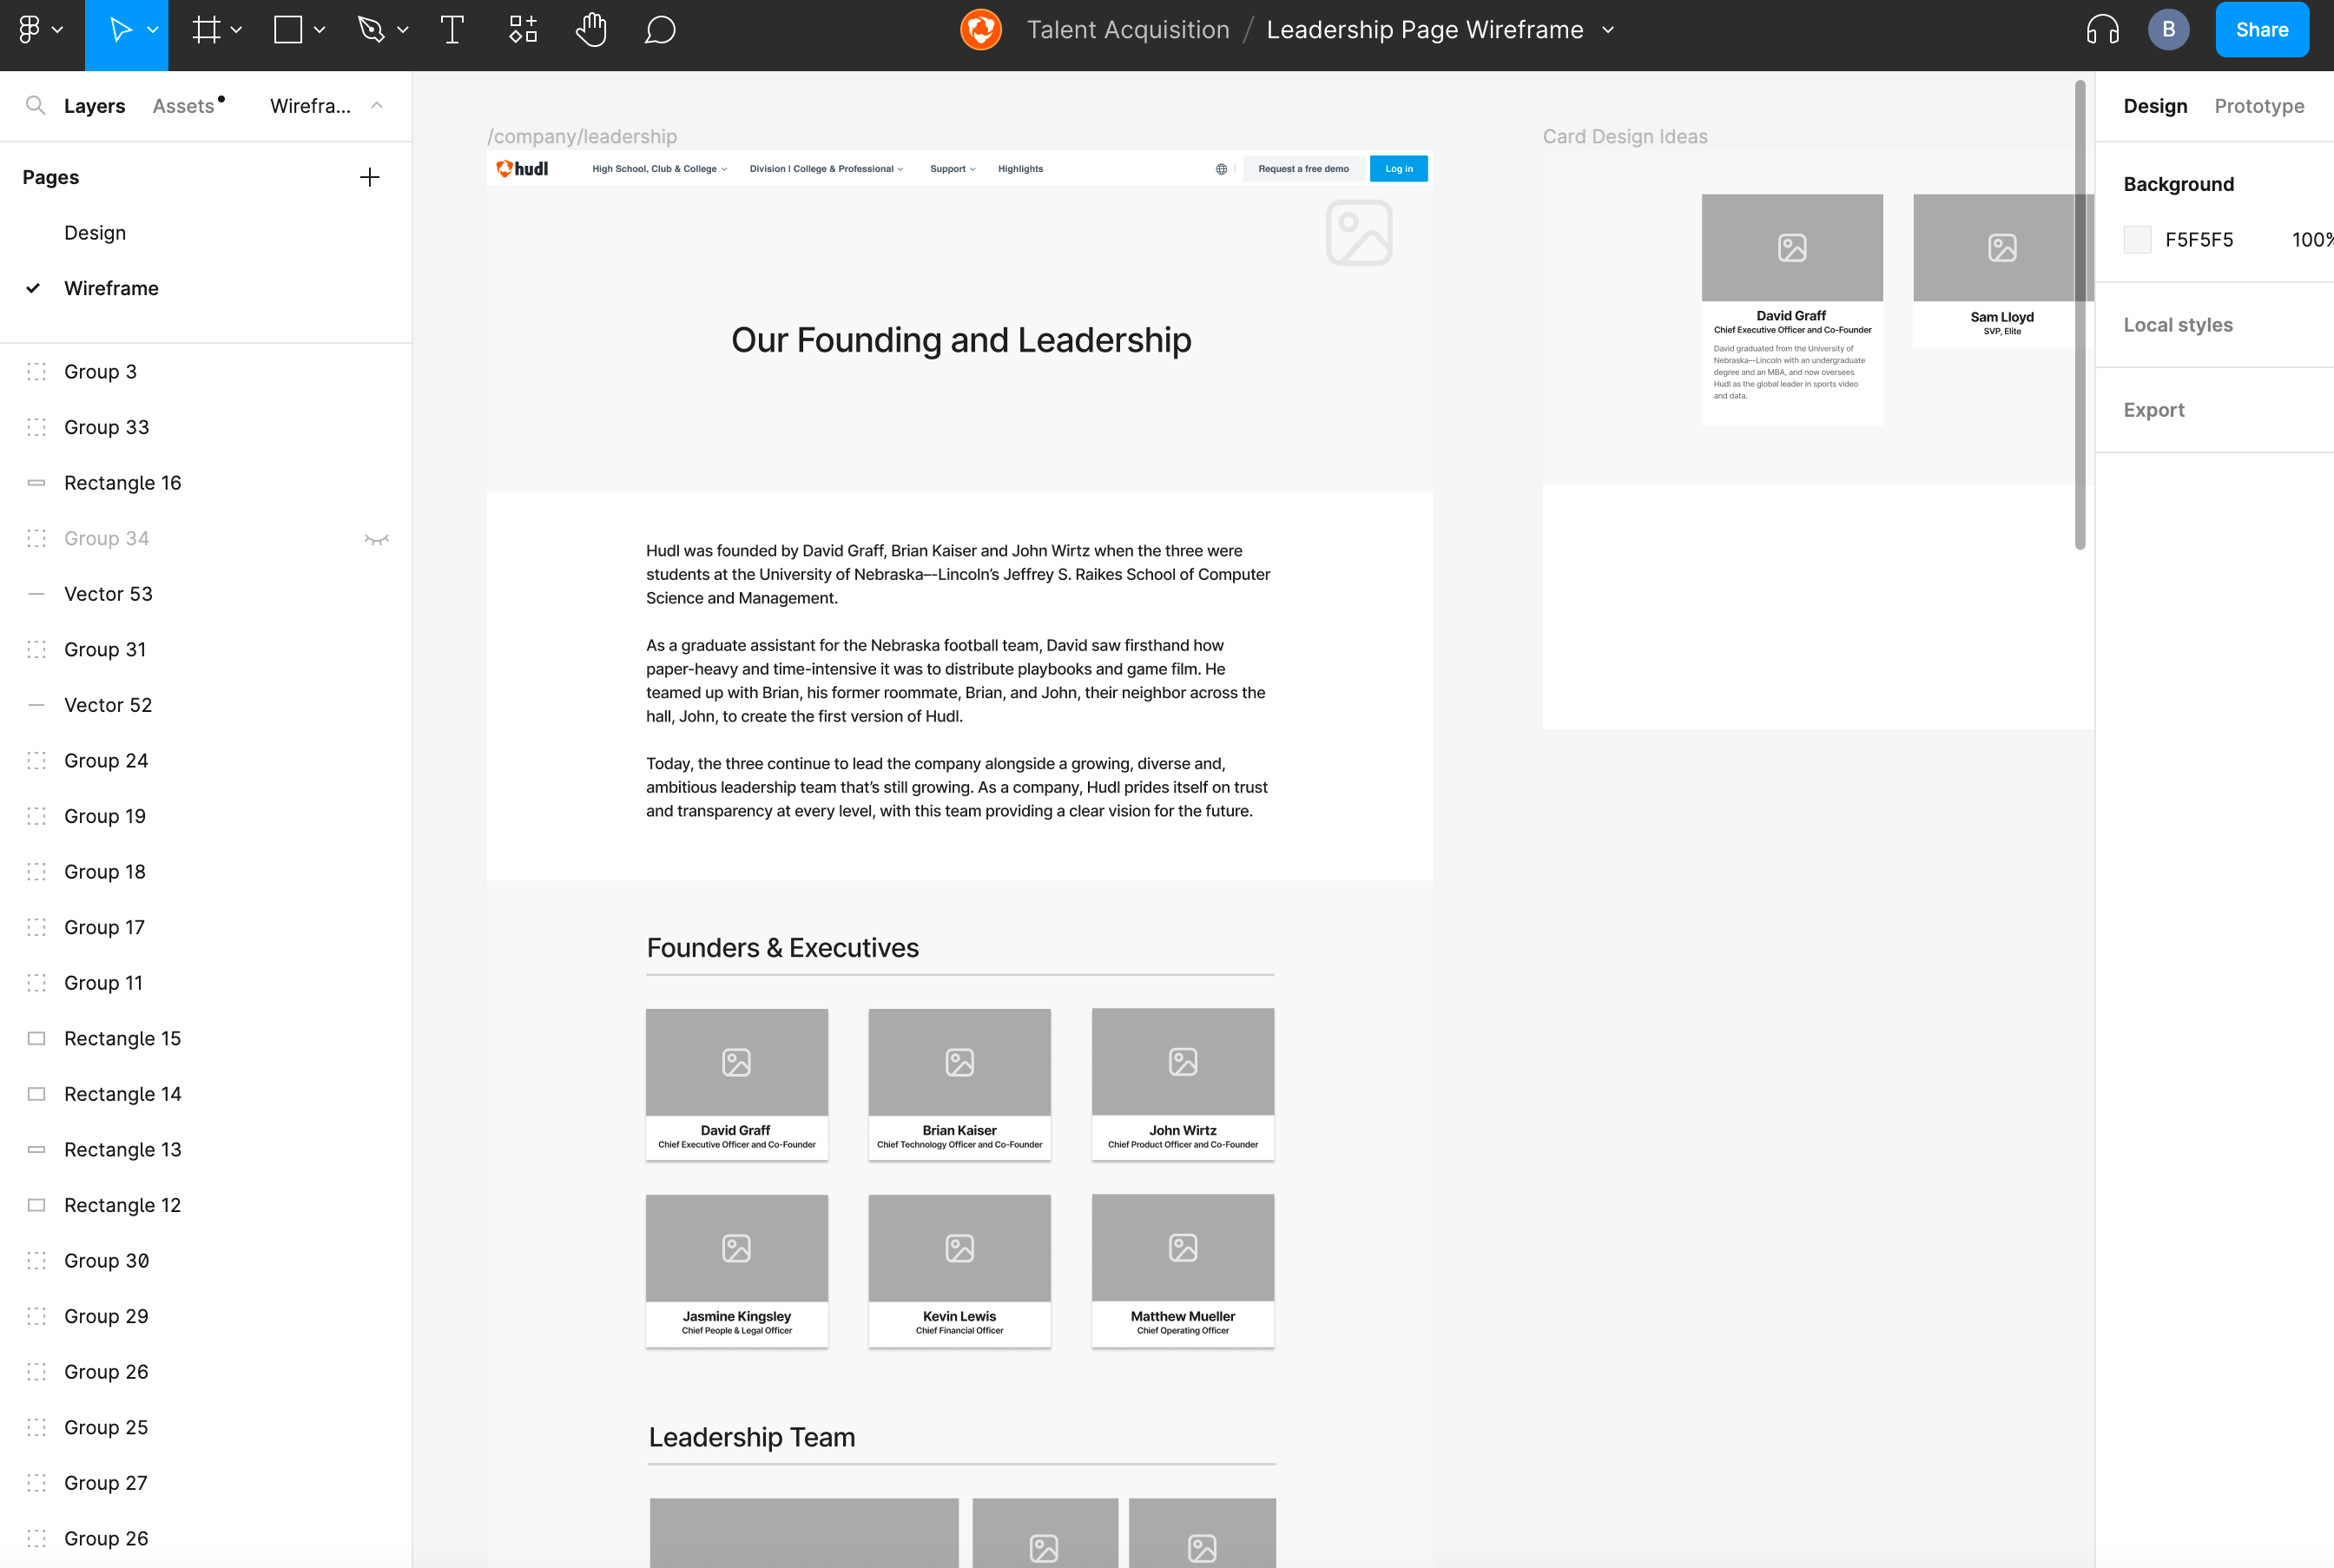 Talent Acquisition / Leadership Page Wireframe
B
Share
Layers Assets Wirefra...
Pages
Design
Wireframe
Group 3
Group 33
Rectangle 16
Group 34
Vector 53
Group 31
Vector 52
Group 24
Group 19
Group 18
Group 17
Group 11
Rectangle 15
Rectangle 14
Rectangle 13
Rectangle 12
Group 30
Group 29
Group 26
Group 25
Group 27
Group 26
/company/leadership
hudl High School, Club & College Division I College & Professional Support Highlights Request a free demo Log in
Our Founding and Leadership
Hudl was founded by David Graff, Brian Kaiser and John Wirtz when the three were
students at the University of Nebraska–-Lincoln’s Jeffrey S. Raikes School of Computer
Science and Management.
As a graduate assistant for the Nebraska football team, David saw firsthand how
paper-heavy and time-intensive it was to distribute playbooks and game film. He
teamed up with Brian, his former roommate, Brian, and John, their neighbor across the
hall, John, to create the first version of Hudl.
Today, the three continue to lead the company alongside a growing, diverse and,
ambitious leadership team that’s still growing. As a company, Hudl prides itself on trust
and transparency at every level, with this team providing a clear vision for the future.
Founders & Executives
David Graff
Chief Executive Officer and Co-Founder
Brian Kaiser
Chief Technology Officer and Co-Founder
John Wirtz
Chief Product Officer and Co-Founder
Jasmine Kingsley
Chief People & Legal Officer
Kevin Lewis
Chief Financial Officer
Matthew Mueller
Chief Operating Officer
Leadership Team
Card Design Ideas
David Graff
Chief Executive Officer and Co-Founder
David graduated from the University of
Nebraska–-Lincoln with an undergraduate
degree and an MBA, and now oversees
Hudl as the global leader in sports video
and data.
Sam Lloyd
SVP, Elite
Design Prototype
Background
F5F5F5 100%
Local styles
Export